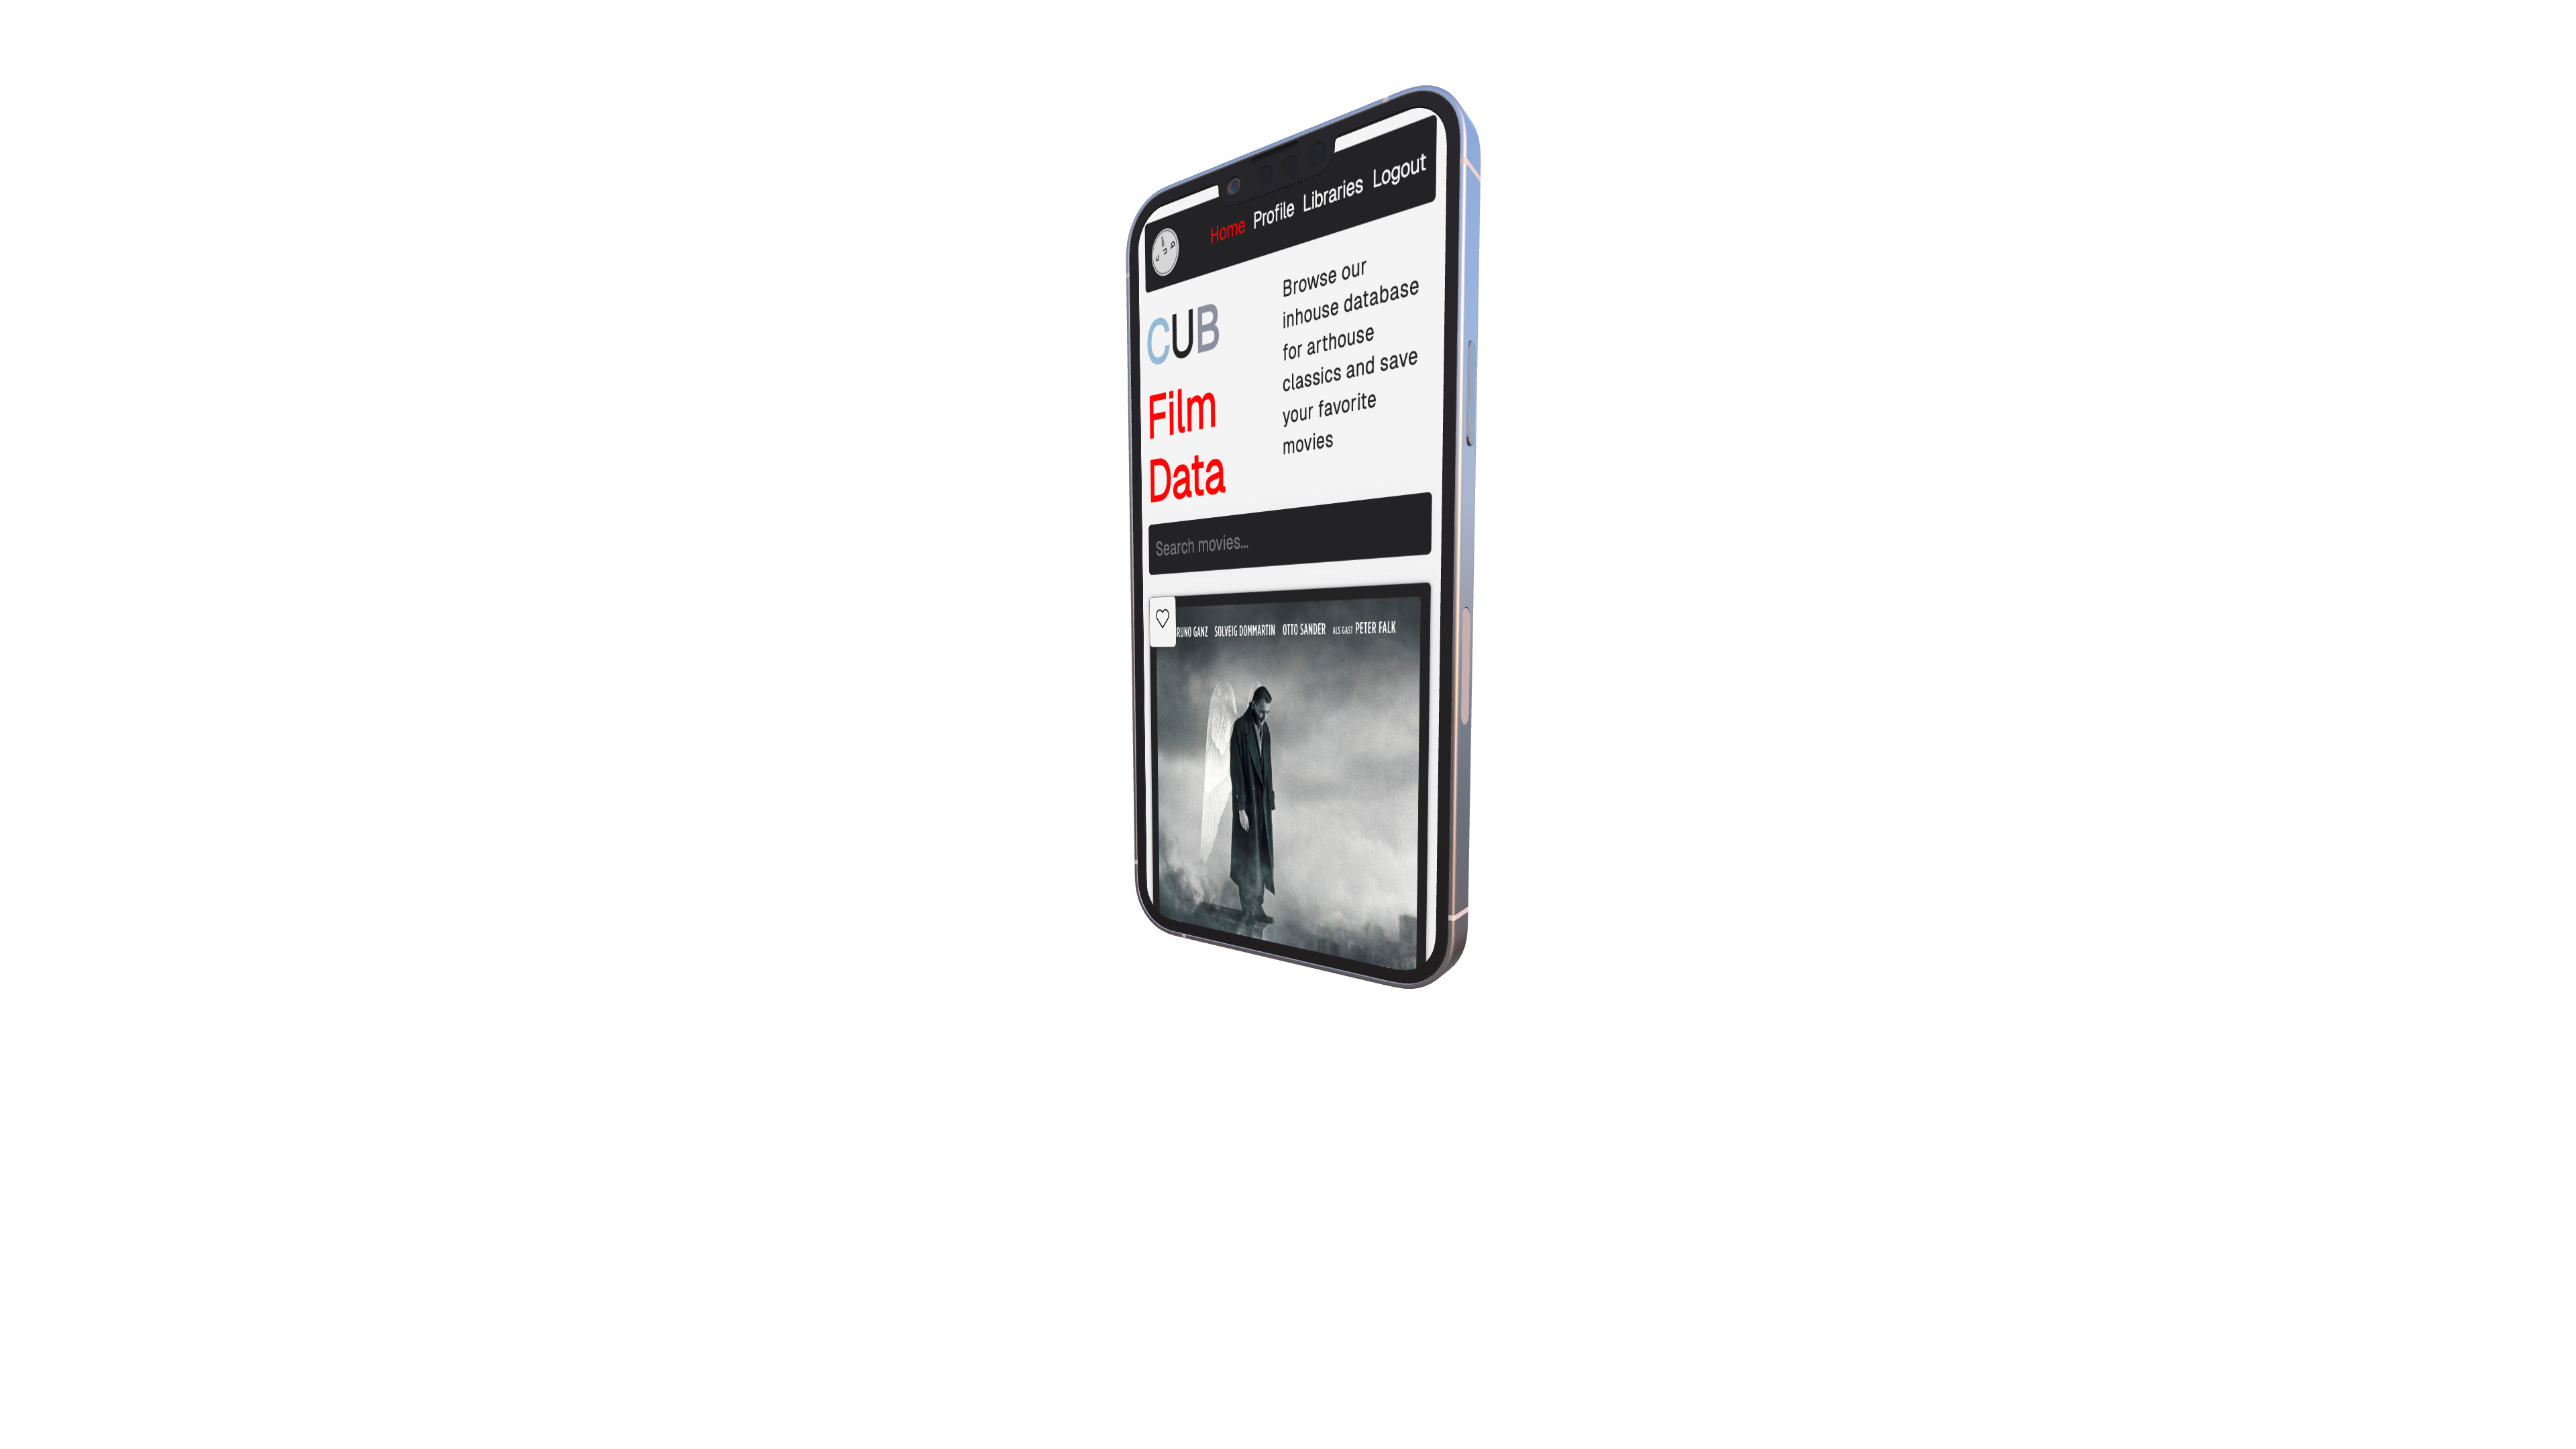 Home Profile Libraries Logout
CUB
Film
Data
Browse our
inhouse database
for arthouse
classics and save
your favorite
movies
Search movies...
RUNO GANZ SOLVEIG DOMMARTIN OTTO SANDER ALS GAST PETER FALK